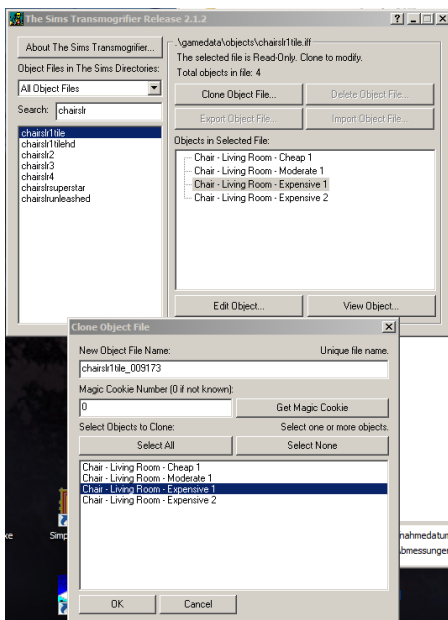 The Sims Transmogrifier Release 2.1.2
About The Sims Transmogrifier...
Object Files in The Sims Directories:
All Object Files
Search: chairslr
chairslr1tile
chairslr1tilehd
chairslr2
chairslr3
chairslr4
chairslrsuperstar
chairslrunleashed
.\gamedata\objects\chairslr1tile.iff
The selected file is Read-Only. Clone to modify.
Total objects in file: 4
Clone Object File... Delete Object File...
Export Object File... Import Object File...
Objects in Selected File:
Chair - Living Room - Cheap 1
Chair - Living Room - Moderate 1
Chair - Living Room - Expensive 1
Chair - Living Room - Expensive 2
Edit Object... View Object...
Clone Object File
New Object File Name: Unique file name.
chairslr1tile_009173
Magic Cookie Number (0 if not known):
0 Get Magic Cookie
Select Objects to Clone: Select one or more objects.
Select All Select None
Chair - Living Room - Cheap 1
Chair - Living Room - Moderate 1
Chair - Living Room - Expensive 1
Chair - Living Room - Expensive 2
OK Cancel
xe Simp
nahmedatum
bmessungen